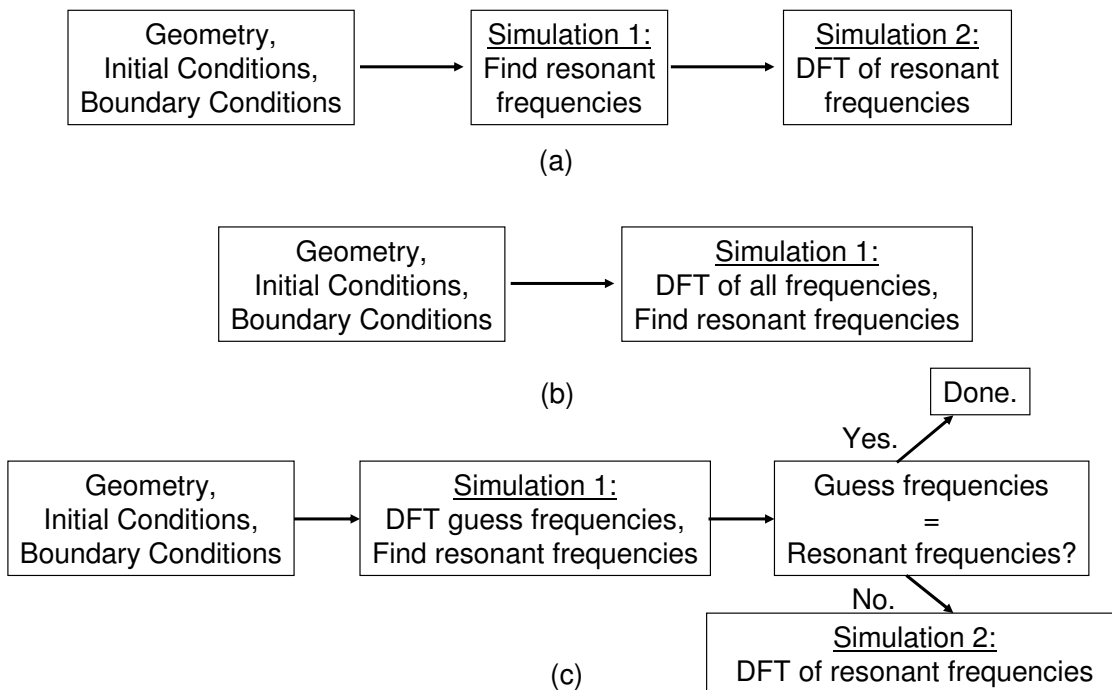 Geometry,
Initial Conditions,
Boundary Conditions
Simulation 1:
Find resonant
frequencies
Simulation 2:
DFT of resonant
frequencies
(a)
Geometry,
Initial Conditions,
Boundary Conditions
Simulation 1:
DFT of all frequencies,
Find resonant frequencies
(b)
Geometry,
Initial Conditions,
Boundary Conditions
Simulation 1:
DFT guess frequencies,
Find resonant frequencies
Guess frequencies
=
Resonant frequencies?
Yes.
Done.
No.
Simulation 2:
DFT of resonant frequencies
(c)